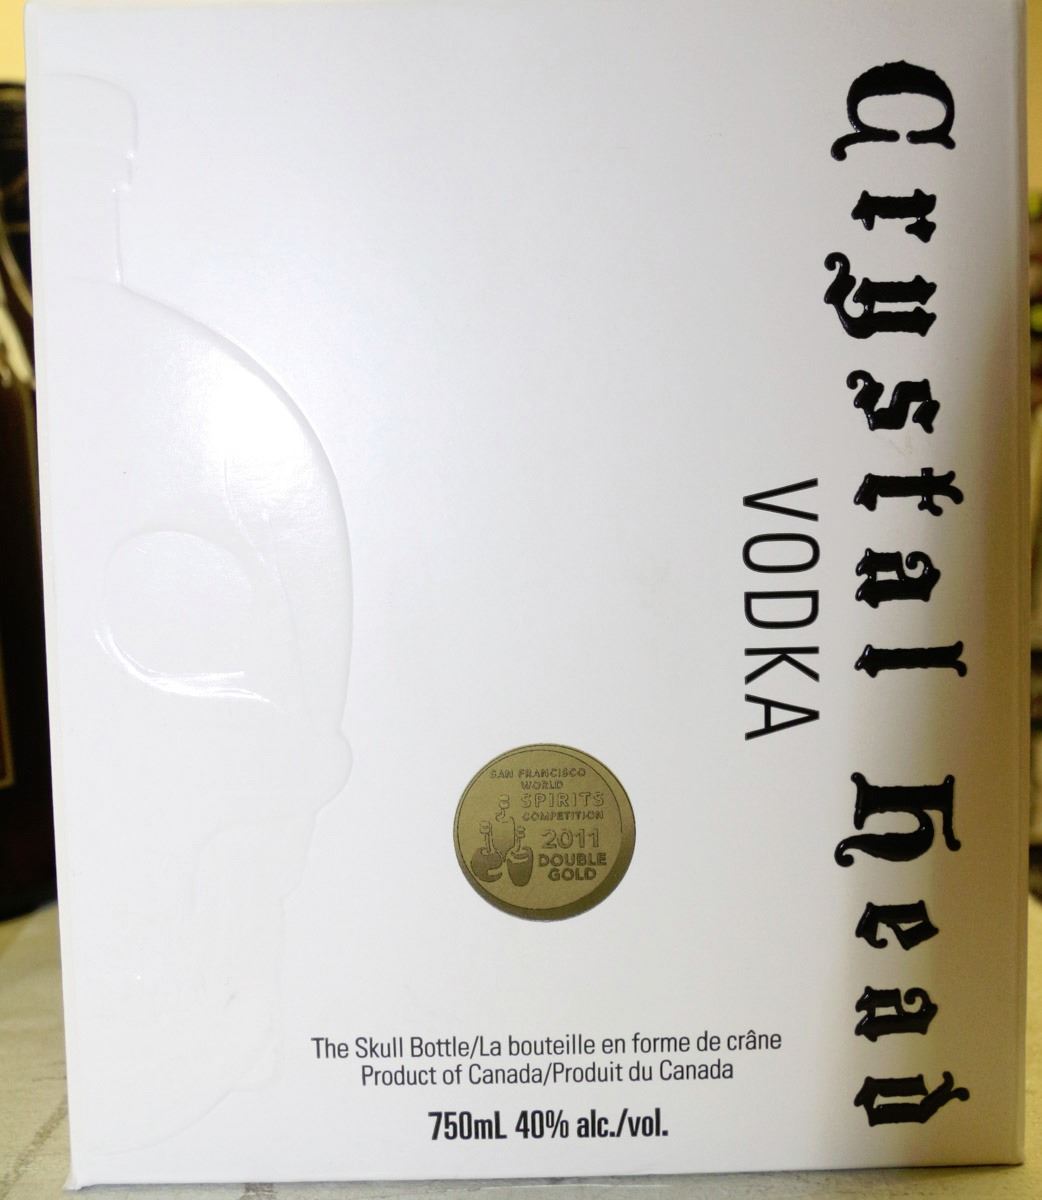 Crystal Head
VODKA
SAN FRANCISCO
WORLD
SPIRITS
COMPETITION
2011
DOUBLE
GOLD
The Skull Bottle/La bouteille en forme de crâne
Product of Canada/Produit du Canada
750mL 40% alc./vol.